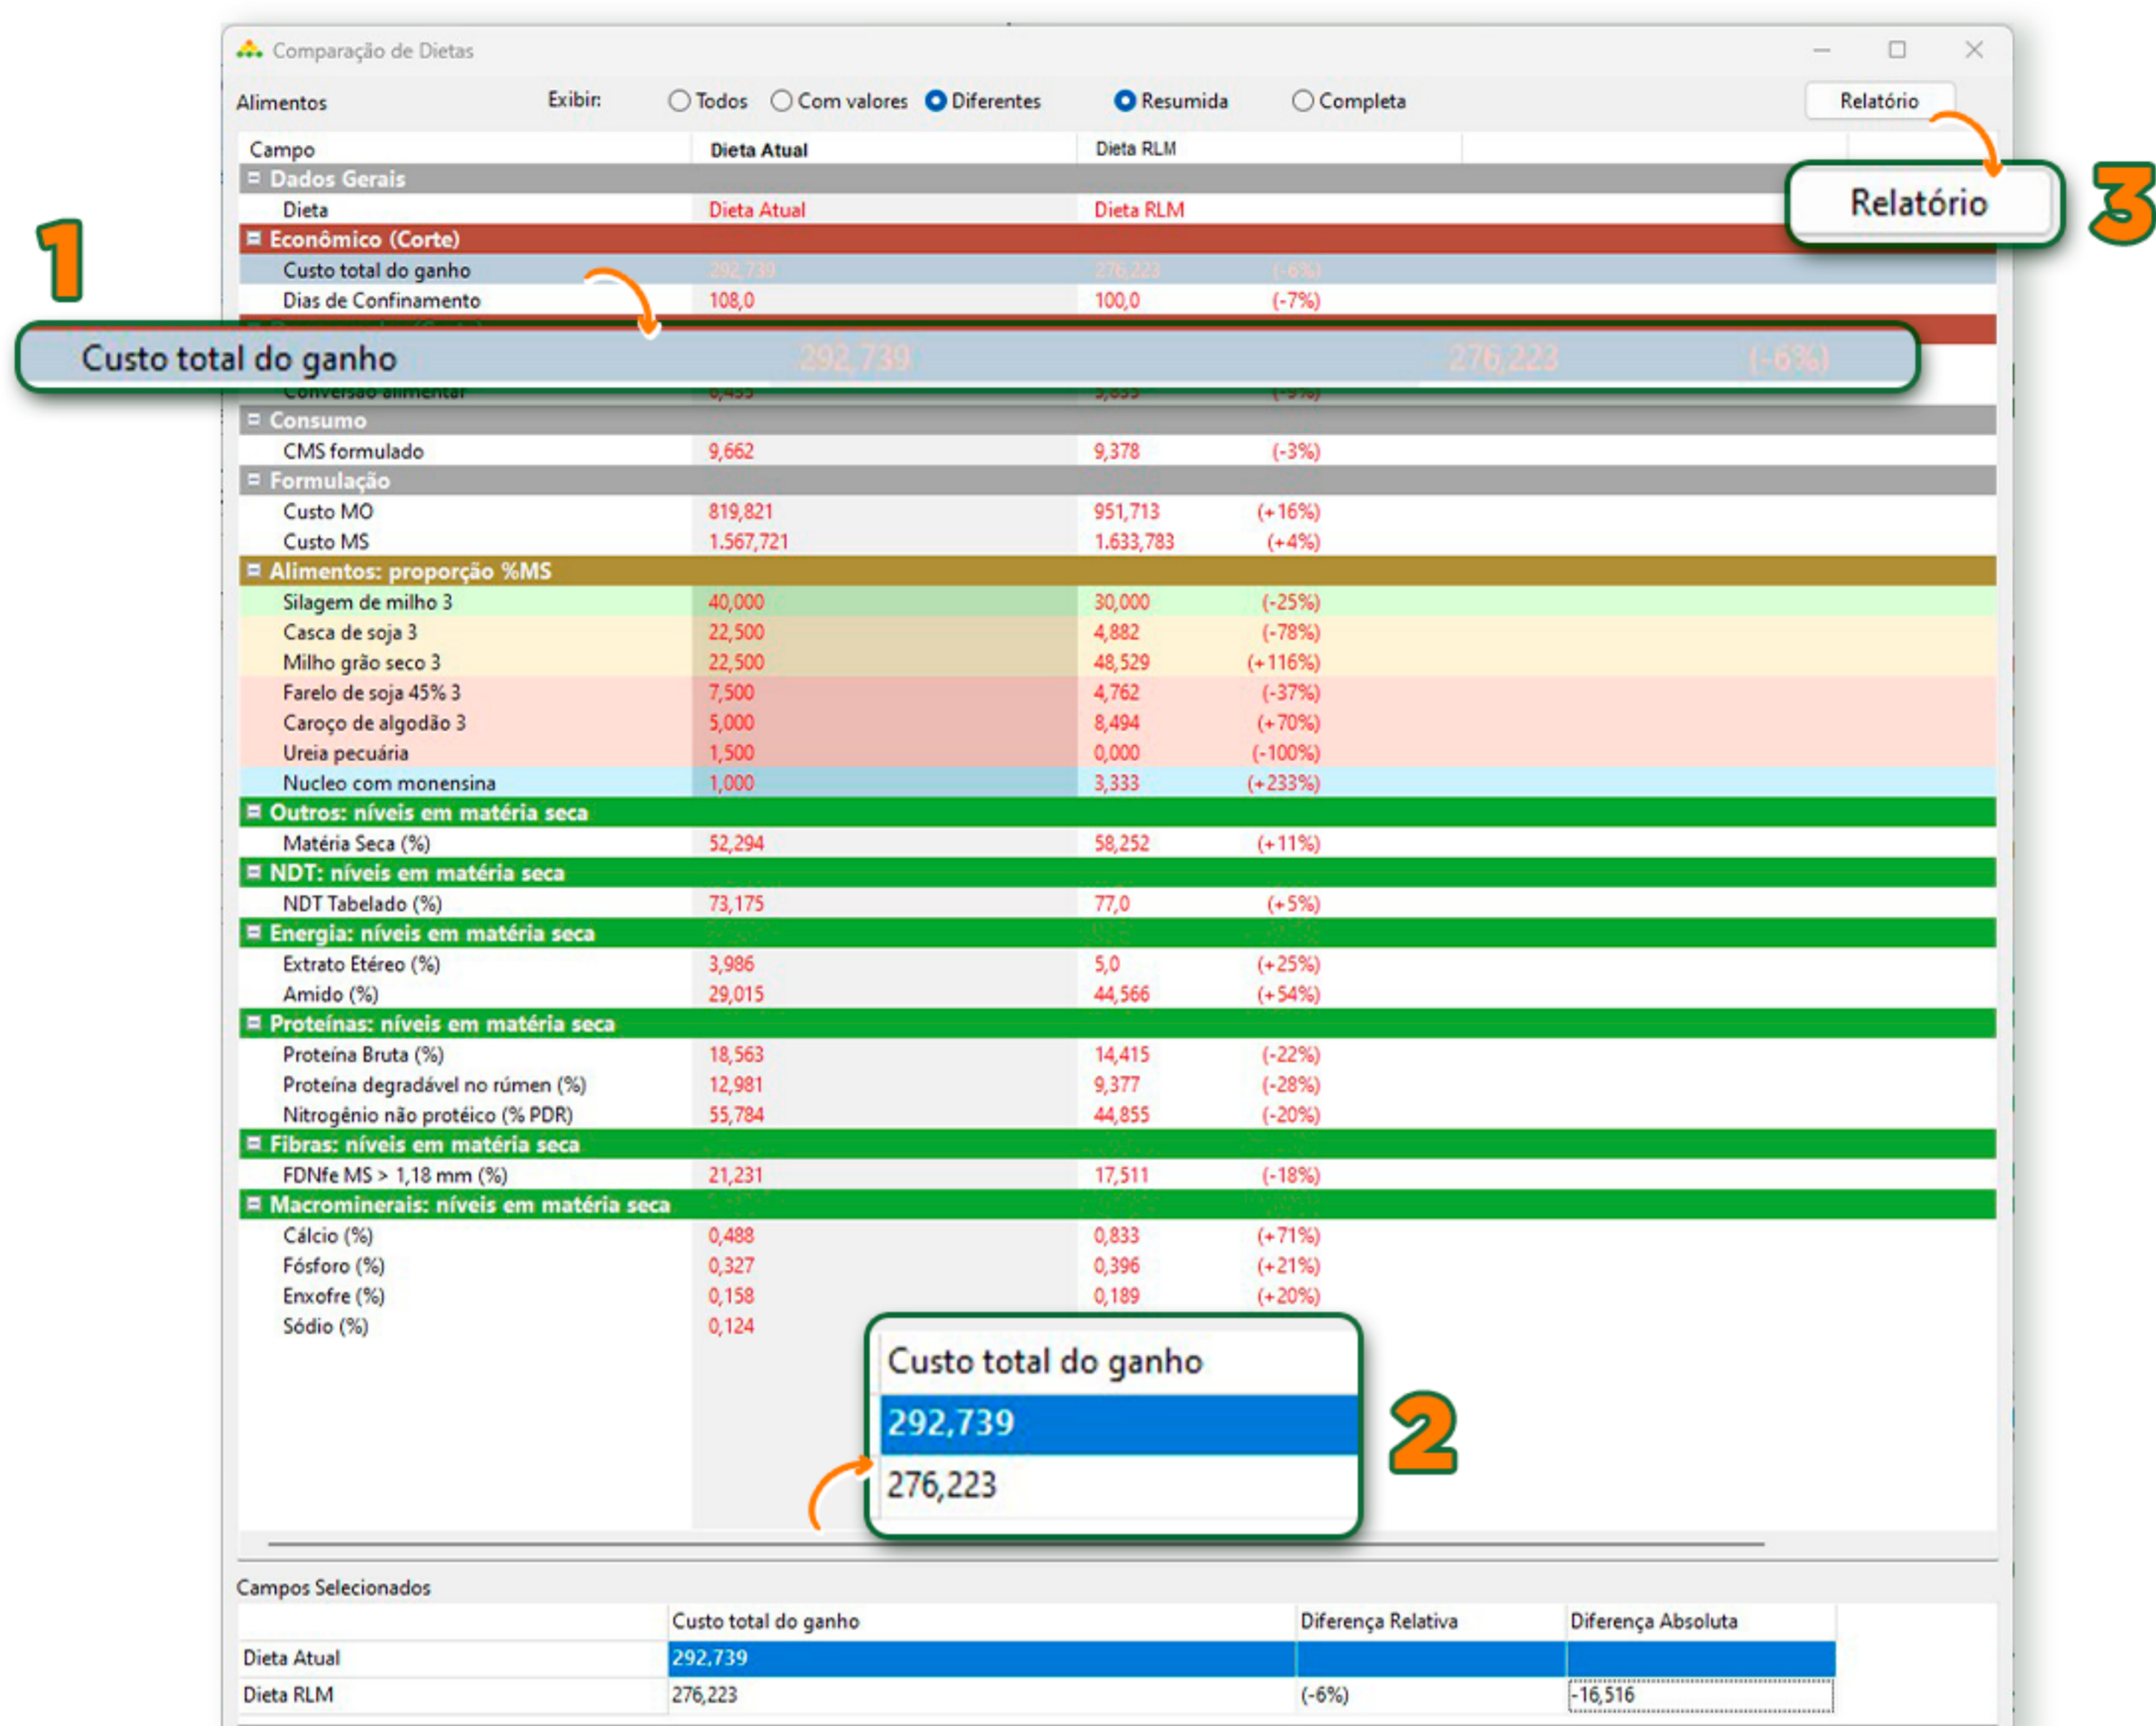 Comparação de Dietas
Alimentos Exibir: Todos Com valores Diferentes Resumida Completa Relatório
Campo Dieta Atual Dieta RLM
Dados Gerais
Relatório
3
Dieta Dieta Atual Dieta RLM
1
Econômico (Corte)
Custo total do ganho 292,739 276,223 (-6%)
Dias de Confinamento 108,0 100,0 (-7%)
Custo total do ganho 292,739 276,223 (-6%)
Conversão alimentar
Consumo
CMS formulado 9,662 9,378 (-3%)
Formulação
Custo MO 819,821 951,713 (+16%)
Custo MS 1.567,721 1.633,783 (+4%)
Alimentos: proporção %MS
Silagem de milho 3 40,000 30,000 (-25%)
Casca de soja 3 22,500 4,882 (-78%)
Milho grão seco 3 22,500 48,529 (+116%)
Farelo de soja 45% 3 7,500 4,762 (-37%)
Caroço de algodão 3 5,000 8,494 (+70%)
Ureia pecuária 1,500 0,000 (-100%)
Nucleo com monensina 1,000 3,333 (+233%)
Outros: níveis em matéria seca
Matéria Seca (%) 52,294 58,252 (+11%)
NDT: níveis em matéria seca
NDT Tabelado (%) 73,175 77,0 (+5%)
Energia: níveis em matéria seca
Extrato Etéreo (%) 3,986 5,0 (+25%)
Amido (%) 29,015 44,566 (+54%)
Proteínas: níveis em matéria seca
Proteína Bruta (%) 18,563 14,415 (-22%)
Proteína degradável no rúmen (%) 12,981 9,377 (-28%)
Nitrogênio não protéico (% PDR) 55,784 44,855 (-20%)
Fibras: níveis em matéria seca
FDNfe MS > 1,18 mm (%) 21,231 17,511 (-18%)
Macrominerais: níveis em matéria seca
Cálcio (%) 0,488 0,833 (+71%)
Fósforo (%) 0,327 0,396 (+21%)
Enxofre (%) 0,158 0,189 (+20%)
Sódio (%) 0,124
Custo total do ganho
292,739
276,223
2
Campos Selecionados
Custo total do ganho Diferença Relativa Diferença Absoluta
Dieta Atual 292,739
Dieta RLM 276,223 (-6%) -16,516